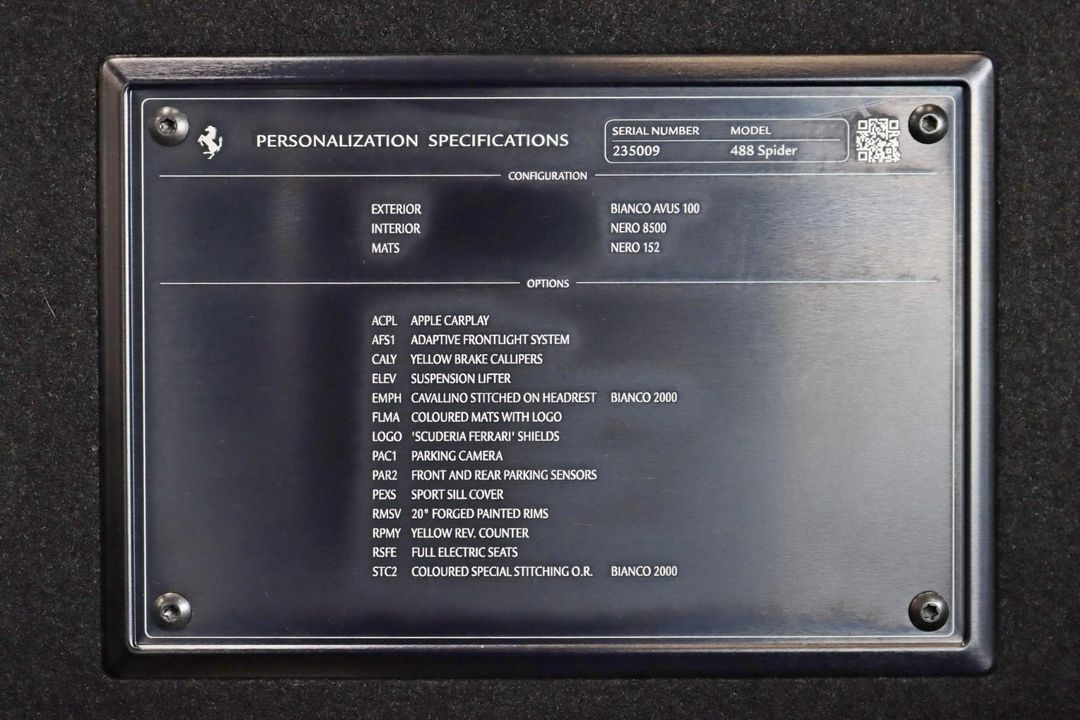 PERSONALIZATION SPECIFICATIONS
SERIAL NUMBER MODEL
235009 488 Spider
CONFIGURATION
EXTERIOR BIANCO AVUS 100
INTERIOR NERO 8500
MATS NERO 152
OPTIONS
ACPL APPLE CARPLAY
AFS1 ADAPTIVE FRONTLIGHT SYSTEM
CALY YELLOW BRAKE CALLIPERS
ELEV SUSPENSION LIFTER
EMPH CAVALLINO STITCHED ON HEADREST BIANCO 2000
FLMA COLOURED MATS WITH LOGO
LOGO 'SCUDERIA FERRARI' SHIELDS
PAC1 PARKING CAMERA
PAR2 FRONT AND REAR PARKING SENSORS
PEXS SPORT SILL COVER
RMSV 20" FORGED PAINTED RIMS
RPMY YELLOW REV. COUNTER
RSFE FULL ELECTRIC SEATS
STC2 COLOURED SPECIAL STITCHING O.R. BIANCO 2000